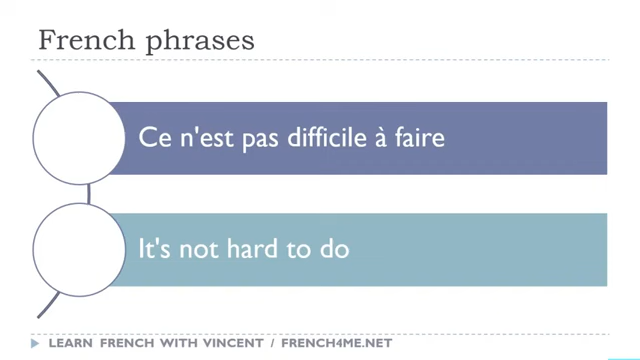 French phrases
Ce n'est pas difficile à faire
It's not hard to do
LEARN FRENCH WITH VINCENT / FRENCH4ME.NET